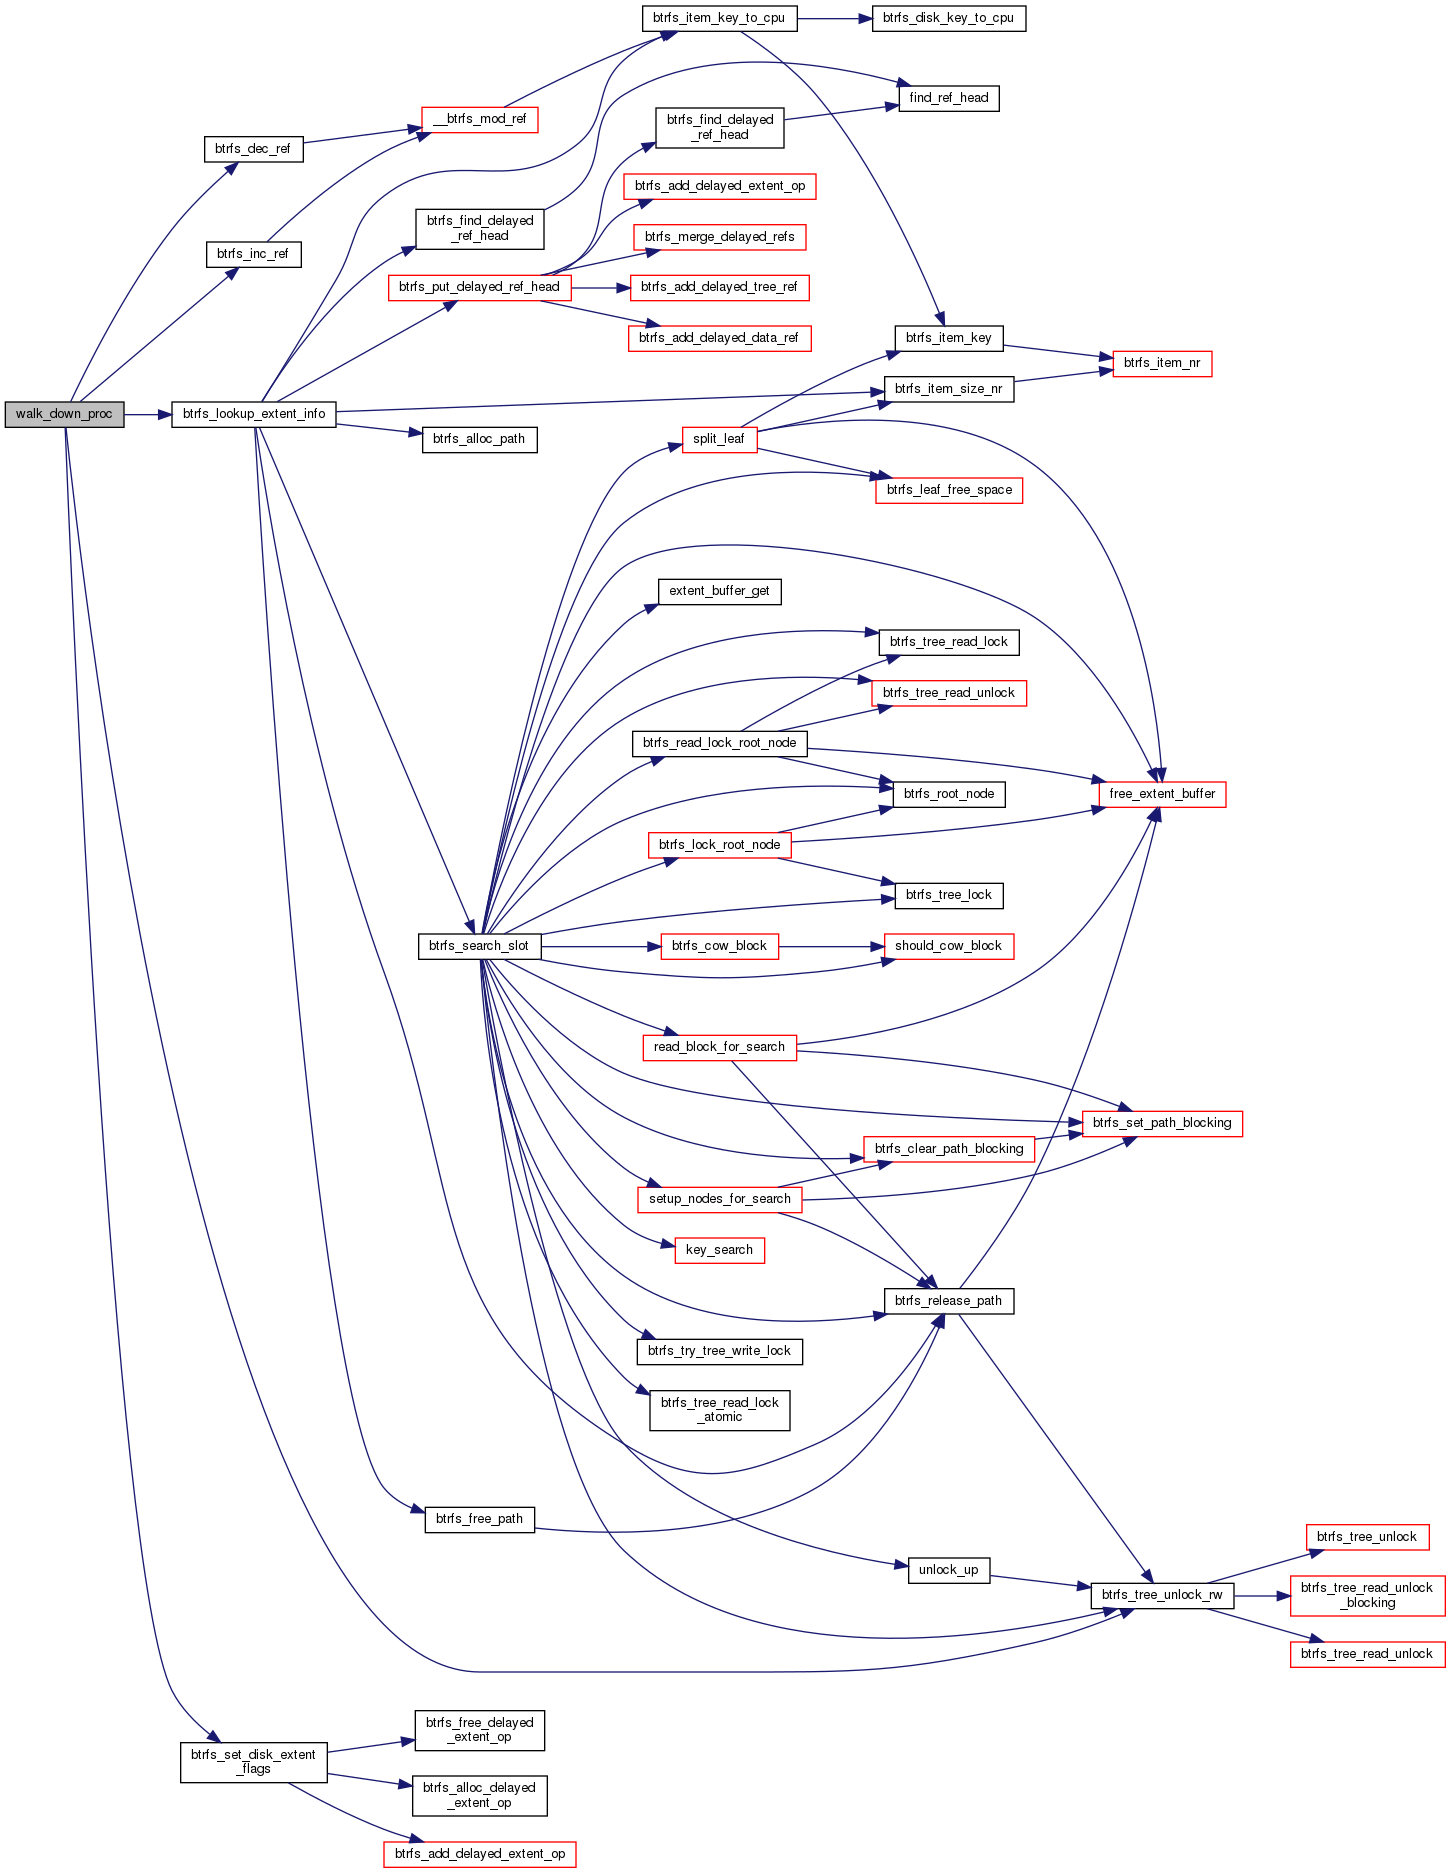 btrfs_item_key_to_cpu
btrfs_disk_key_to_cpu
find_ref_head
__btrfs_mod_ref
btrfs_find_delayed
_ref_head
btrfs_dec_ref
btrfs_add_delayed_extent_op
btrfs_find_delayed
_ref_head
btrfs_merge_delayed_refs
btrfs_inc_ref
btrfs_put_delayed_ref_head
btrfs_add_delayed_tree_ref
btrfs_add_delayed_data_ref
btrfs_item_key
btrfs_item_nr
btrfs_item_size_nr
walk_down_proc
btrfs_lookup_extent_info
btrfs_alloc_path
split_leaf
btrfs_leaf_free_space
extent_buffer_get
btrfs_tree_read_lock
btrfs_tree_read_unlock
btrfs_read_lock_root_node
btrfs_root_node
free_extent_buffer
btrfs_lock_root_node
btrfs_tree_lock
btrfs_search_slot
btrfs_cow_block
should_cow_block
read_block_for_search
btrfs_set_path_blocking
btrfs_clear_path_blocking
setup_nodes_for_search
key_search
btrfs_release_path
btrfs_try_tree_write_lock
btrfs_tree_read_lock
_atomic
btrfs_free_path
btrfs_tree_unlock
unlock_up
btrfs_tree_unlock_rw
btrfs_tree_read_unlock
_blocking
btrfs_tree_read_unlock
btrfs_free_delayed
_extent_op
btrfs_set_disk_extent
_flags
btrfs_alloc_delayed
_extent_op
btrfs_add_delayed_extent_op